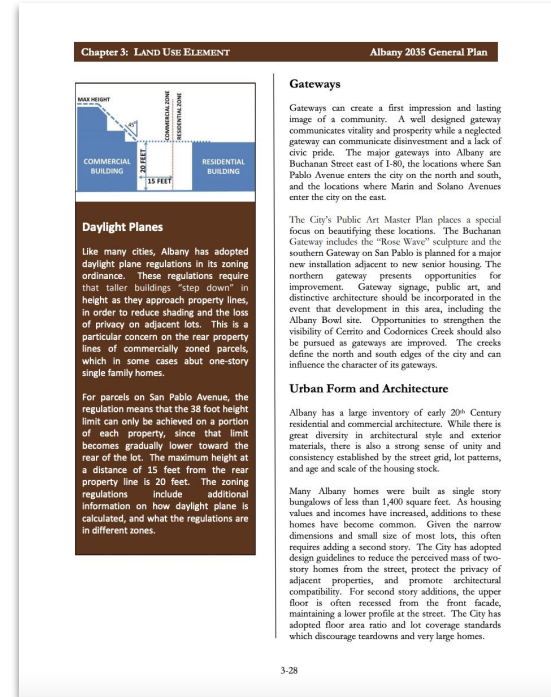 Chapter 3: LAND USE ELEMENT
Albany 2035 General Plan
MAX HEIGHT
45°
COMMERCIAL ZONE
RESIDENTIAL ZONE
COMMERCIAL
BUILDING
20 FEET
15 FEET
RESIDENTIAL
BUILDING
Daylight Planes
Like many cities, Albany has adopted
daylight plane regulations in its zoning
ordinance. These regulations require
that taller buildings "step down" in
height as they approach property lines,
in order to reduce shading and the loss
of privacy on adjacent lots. This is a
particular concern on the rear property
lines of commercially zoned parcels,
which in some cases abut one-story
single family homes.
For parcels on San Pablo Avenue, the
regulation means that the 38 foot height
limit can only be achieved on a portion
of each property, since that limit
becomes gradually lower toward the
rear of the lot. The maximum height at
a distance of 15 feet from the rear
property line is 20 feet. The zoning
regulations include additional
information on how daylight plane is
calculated, and what the regulations are
in different zones.
Gateways
Gateways can create a first impression and lasting
image of a community. A well designed gateway
communicates vitality and prosperity while a neglected
gateway can communicate disinvestment and a lack of
civic pride. The major gateways into Albany are
Buchanan Street east of I-80, the locations where San
Pablo Avenue enters the city on the north and south,
and the locations where Marin and Solano Avenues
enter the city on the east.
The City's Public Art Master Plan places a special
focus on beautifying these locations. The Buchanan
Gateway includes the "Rose Wave" sculpture and the
southern Gateway on San Pablo is planned for a major
new installation adjacent to new senior housing. The
northern gateway presents opportunities for
improvement. Gateway signage, public art, and
distinctive architecture should be incorporated in the
event that development in this area, including the
Albany Bowl site. Opportunities to strengthen the
visibility of Cerrito and Codornices Creek should also
be pursued as gateways are improved. The creeks
define the north and south edges of the city and can
influence the character of its gateways.
Urban Form and Architecture
Albany has a large inventory of early 20th Century
residential and commercial architecture. While there is
great diversity in architectural style and exterior
materials, there is also a strong sense of unity and
consistency established by the street grid, lot patterns,
and age and scale of the housing stock.
Many Albany homes were built as single story
bungalows of less than 1,400 square feet. As housing
values and incomes have increased, additions to these
homes have become common. Given the narrow
dimensions and small size of most lots, this often
requires adding a second story. The City has adopted
design guidelines to reduce the perceived mass of two-
story homes from the street, protect the privacy of
adjacent properties, and promote architectural
compatibility. For second story additions, the upper
floor is often recessed from the front facade,
maintaining a lower profile at the street. The City has
adopted floor area ratio and lot coverage standards
which discourage teardowns and very large homes.
3-28